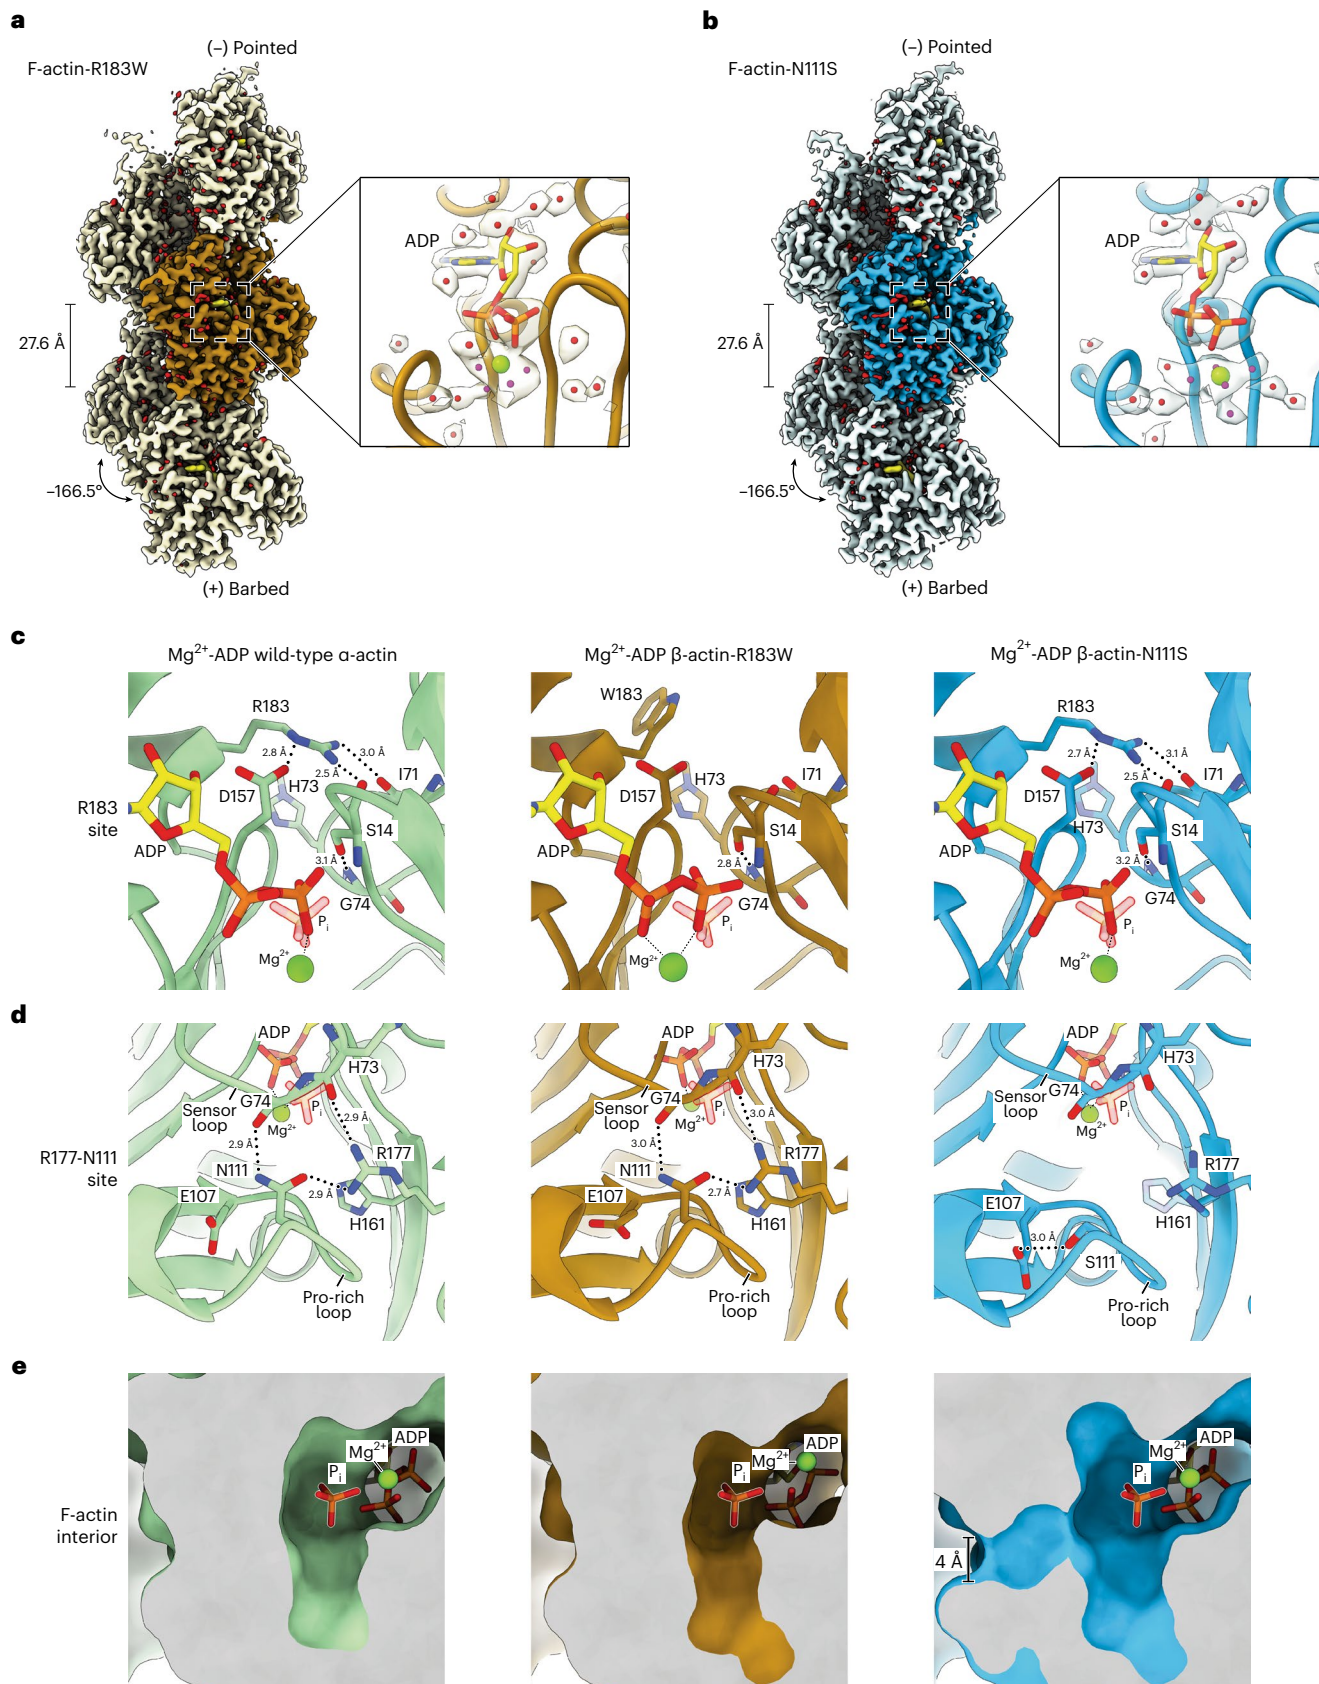 a
(–) Pointed
F-actin-R183W
ADP
27.6 Å
–166.5°
(+) Barbed
b
(–) Pointed
F-actin-N111S
ADP
27.6 Å
–166.5°
(+) Barbed
c
Mg2+-ADP wild-type α-actin
Mg2+-ADP β-actin-R183W
Mg2+-ADP β-actin-N111S
R183
site
R183
2.8 Å
3.0 Å
2.5 Å
I71
H73
D157
S14
ADP
3.1 Å
G74
Pi
Mg2+
W183
H73
I71
D157
S14
ADP
2.8 Å
G74
Pi
Mg2+
R183
2.7 Å
3.1 Å
2.5 Å
I71
D157
H73
S14
ADP
3.2 Å
G74
Pi
Mg2+
d
R177-N111
site
ADP
H73
G74
Sensor
loop
Pi
Mg2+
2.9 Å
2.9 Å
N111
R177
E107
2.9 Å
H161
Pro-rich
loop
ADP
H73
G74
Sensor
loop
Pi
Mg2+
3.0 Å
3.0 Å
N111
R177
E107
2.7 Å
H161
Pro-rich
loop
ADP
H73
G74
Sensor
loop
Pi
Mg2+
R177
E107
H161
3.0 Å
S111
Pro-rich
loop
e
F-actin
interior
ADP
Mg2+
Pi
ADP
Mg2+
Pi
ADP
Mg2+
Pi
4 Å